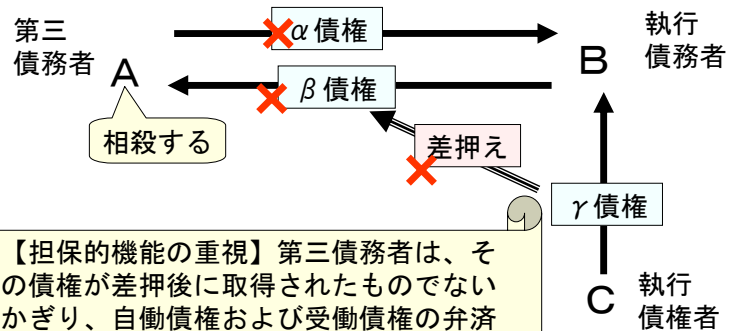 第三
債務者
A
α債権
B
執行
債務者
β債権
相殺する
差押え
γ債権
【担保的機能の重視】第三債務者は、そ
の債権が差押後に取得されたものでない
かぎり、自働債権および受働債権の弁済
C
執行
債権者